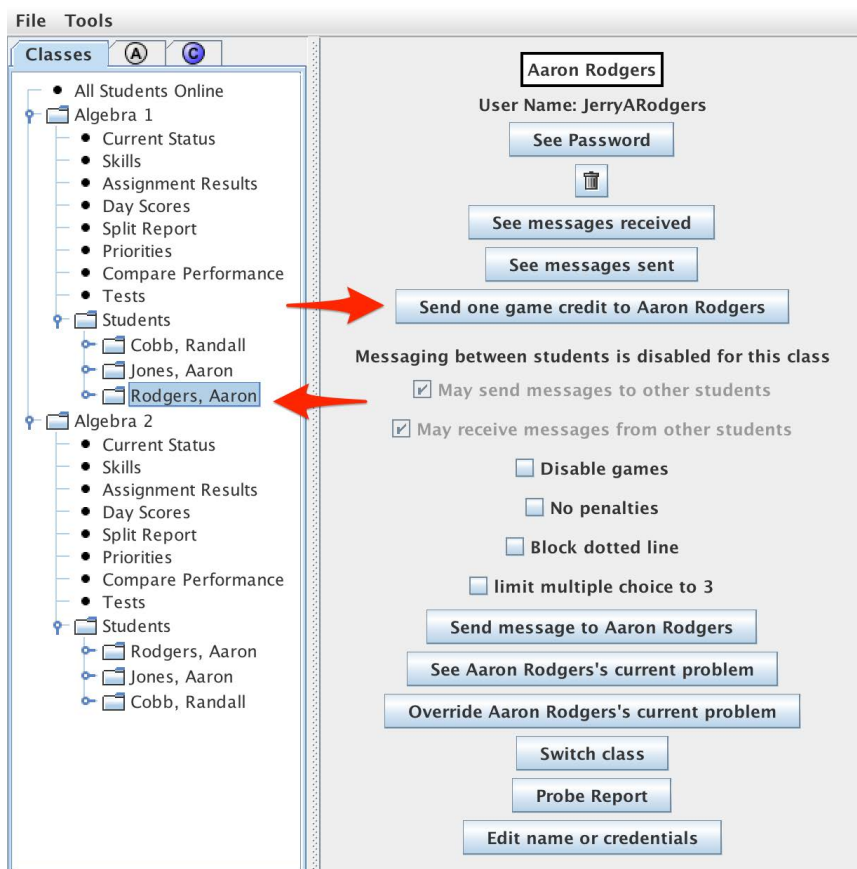 File Tools
Classes A C
All Students Online
Algebra 1
Current Status
Skills
Assignment Results
Day Scores
Split Report
Priorities
Compare Performance
Tests
Students
Cobb, Randall
Jones, Aaron
Rodgers, Aaron
Algebra 2
Current Status
Skills
Assignment Results
Day Scores
Split Report
Priorities
Compare Performance
Tests
Students
Rodgers, Aaron
Jones, Aaron
Cobb, Randall
Aaron Rodgers
User Name: JerryARodgers
See Password
See messages received
See messages sent
Send one game credit to Aaron Rodgers
Messaging between students is disabled for this class
May send messages to other students
May receive messages from other students
Disable games
No penalties
Block dotted line
limit multiple choice to 3
Send message to Aaron Rodgers
See Aaron Rodgers's current problem
Override Aaron Rodgers's current problem
Switch class
Probe Report
Edit name or credentials